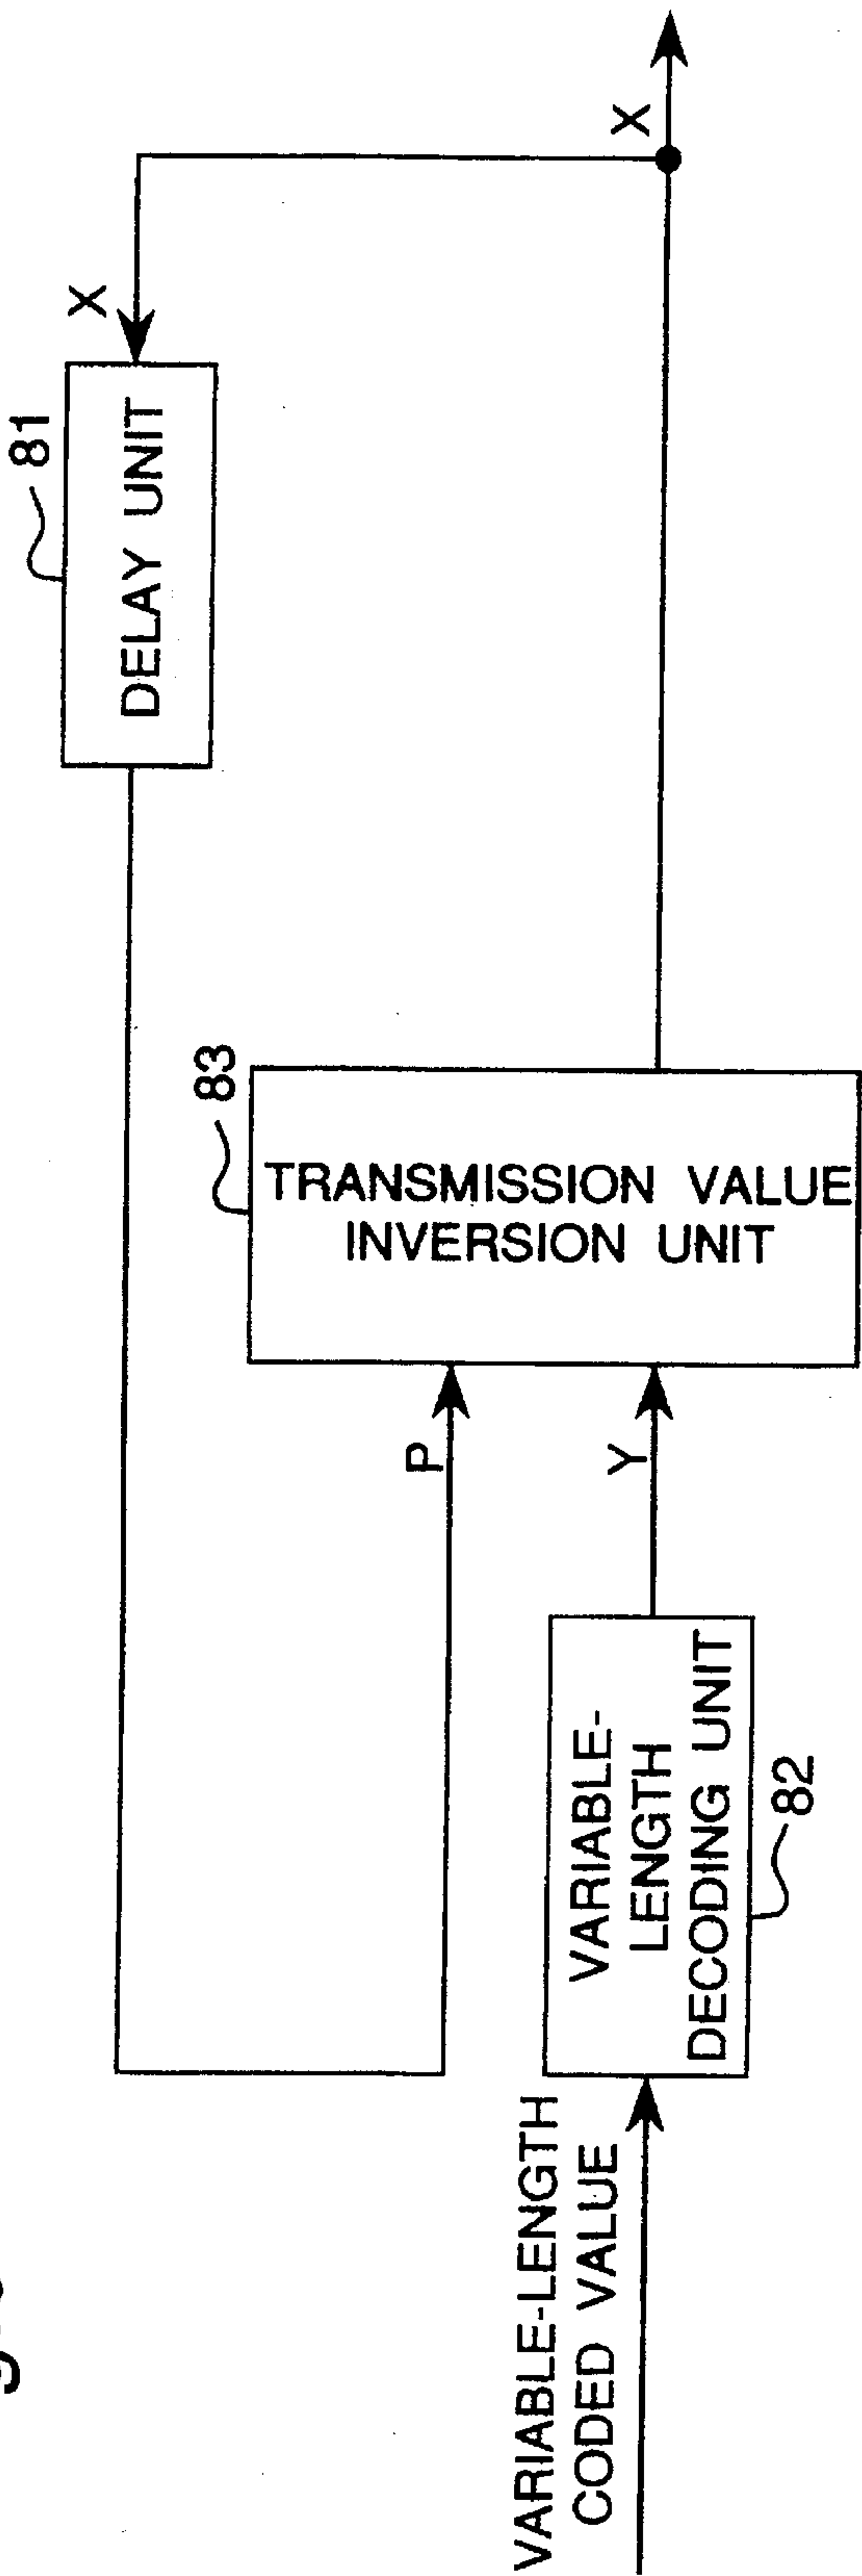 81
DELAY UNIT
X
X
83
TRANSMISSION VALUE
INVERSION UNIT
P
Y
VARIABLE-
LENGTH
DECODING UNIT
82
VARIABLE-LENGTH
CODED VALUE